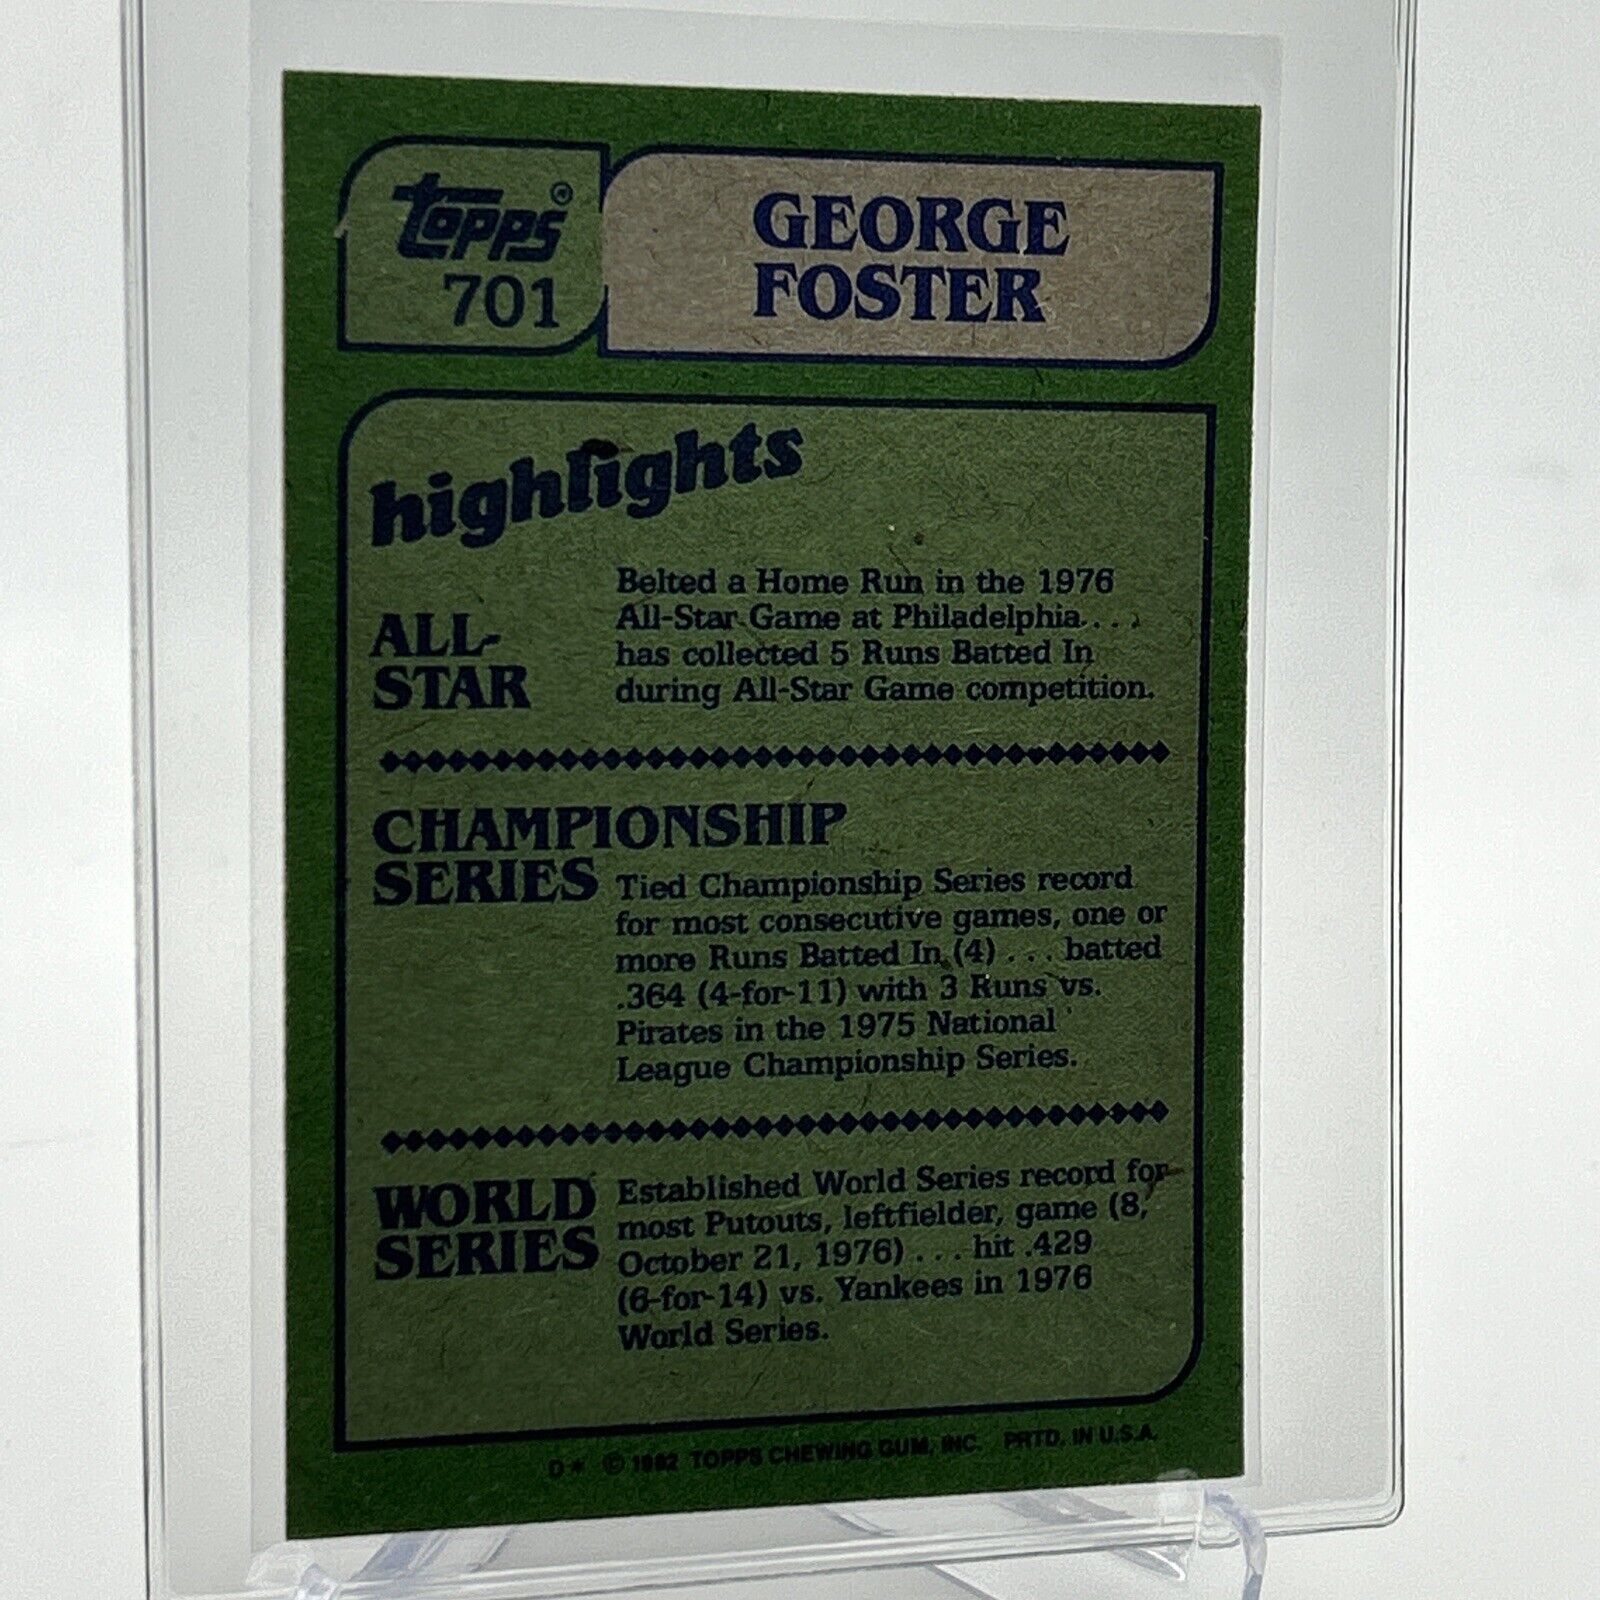 topps®
701
GEORGE
FOSTER
highlights
ALL-
STAR
Belted a Home Run in the 1976
All-Star Game at Philadelphia. . . .
has collected 5 Runs Batted In
during All-Star Game competition.
CHAMPIONSHIP
SERIES
Tied Championship Series record
for most consecutive games, one or
more Runs Batted In (4) . . . batted
.364 (4-for-11) with 3 Runs vs.
Pirates in the 1975 National
League Championship Series.
WORLD
SERIES
Established World Series record for
most Putouts, leftfielder, game (8,
October 21, 1976) . . . hit .429
(6-for-14) vs. Yankees in 1976
World Series.
D* © 1982 TOPPS CHEWING GUM, INC. PRTD. IN U.S.A.